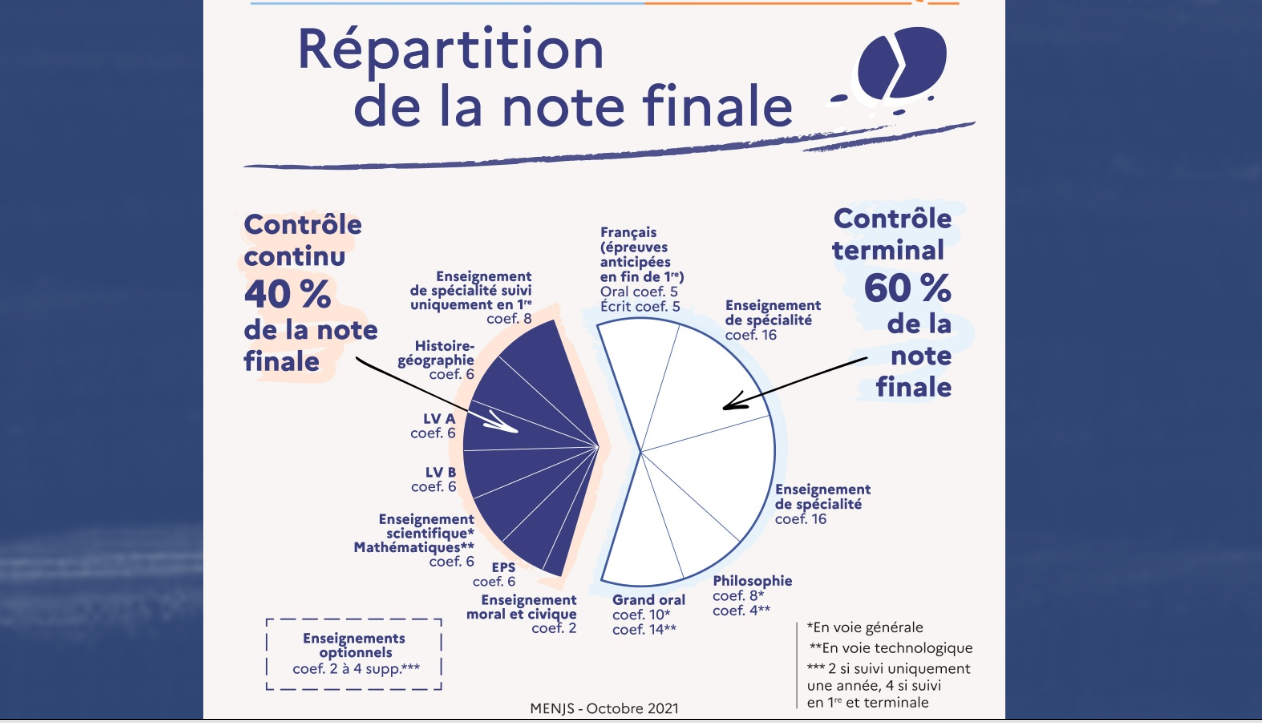 Répartition
de la note finale
Contrôle
continu
40 %
de la note
finale
Contrôle
terminal
60 %
de la
note
finale
Français
(épreuves
anticipées
en fin de 1re)
Oral coef. 5
Écrit coef. 5
Enseignement
de spécialité
coef. 16
Enseignement
de spécialité
coef. 16
Philosophie
coef. 8*
coef. 4**
Grand oral
coef. 10*
coef. 14**
Enseignement
de spécialité suivi
uniquement en 1re
coef. 8
Histoire-
géographie
coef. 6
LV A
coef. 6
LV B
coef. 6
Enseignement
scientifique*
Mathématiques**
coef. 6
EPS
coef. 6
Enseignement
moral et civique
coef. 2
Enseignements
optionnels
coef. 2 à 4 supp.***
*En voie générale
**En voie technologique
*** 2 si suivi uniquement
une année, 4 si suivi
en 1re et terminale
MENJS - Octobre 2021